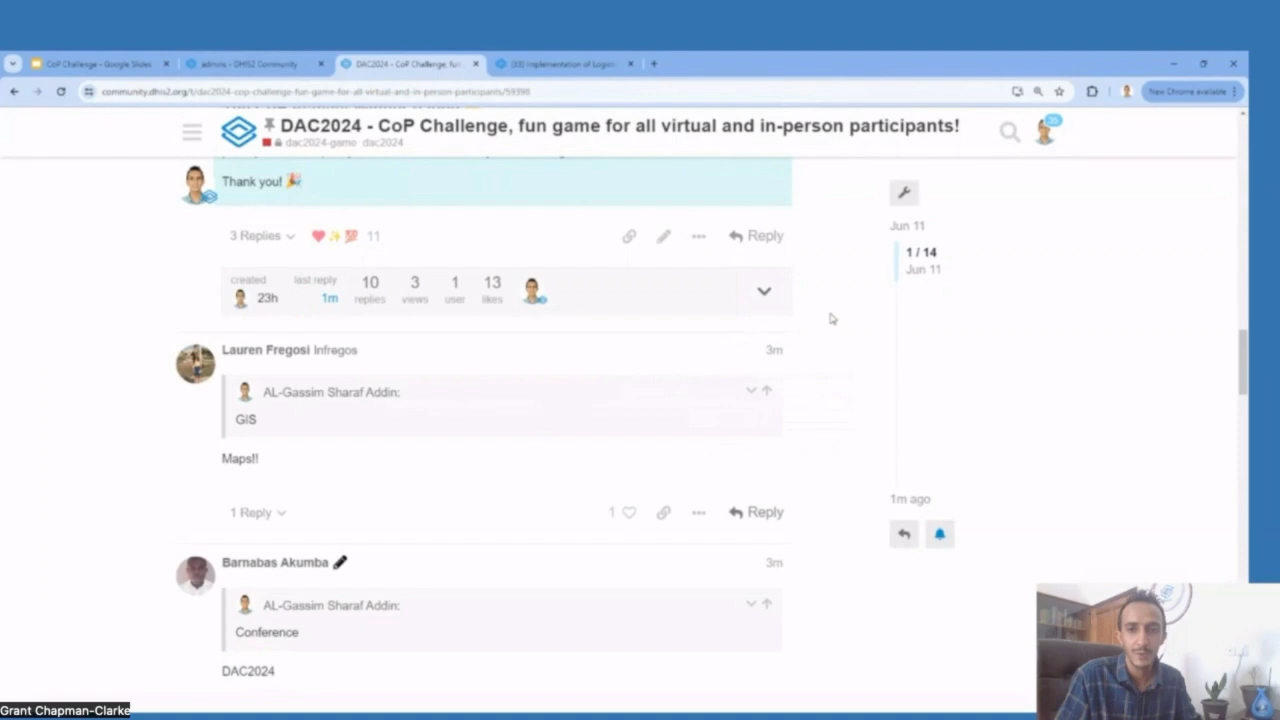 CoP Challenge - Google Slides
admins - DHIS2 Community
DAC2024 - CoP Challenge, fun
(33) Implementation of Logist
community.dhis2.org/t/dac2024-cop-challenge-fun-game-for-all-virtual-and-in-person-participants/59398
New Chrome available
DAC2024 - CoP Challenge, fun game for all virtual and in-person participants!
dac2024-game dac2024
Thank you!
3 Replies 11 Reply
Jun 11
1 / 14
Jun 11
created last reply 10 3 1 13
23h 1m replies views user likes
Lauren Fregosi lnfregos 3m
AL-Gassim Sharaf Addin:
GIS
Maps!!
1 Reply 1 Reply
1m ago
Barnabas Akumba 3m
AL-Gassim Sharaf Addin:
Conference
DAC2024
Grant Chapman-Clarke